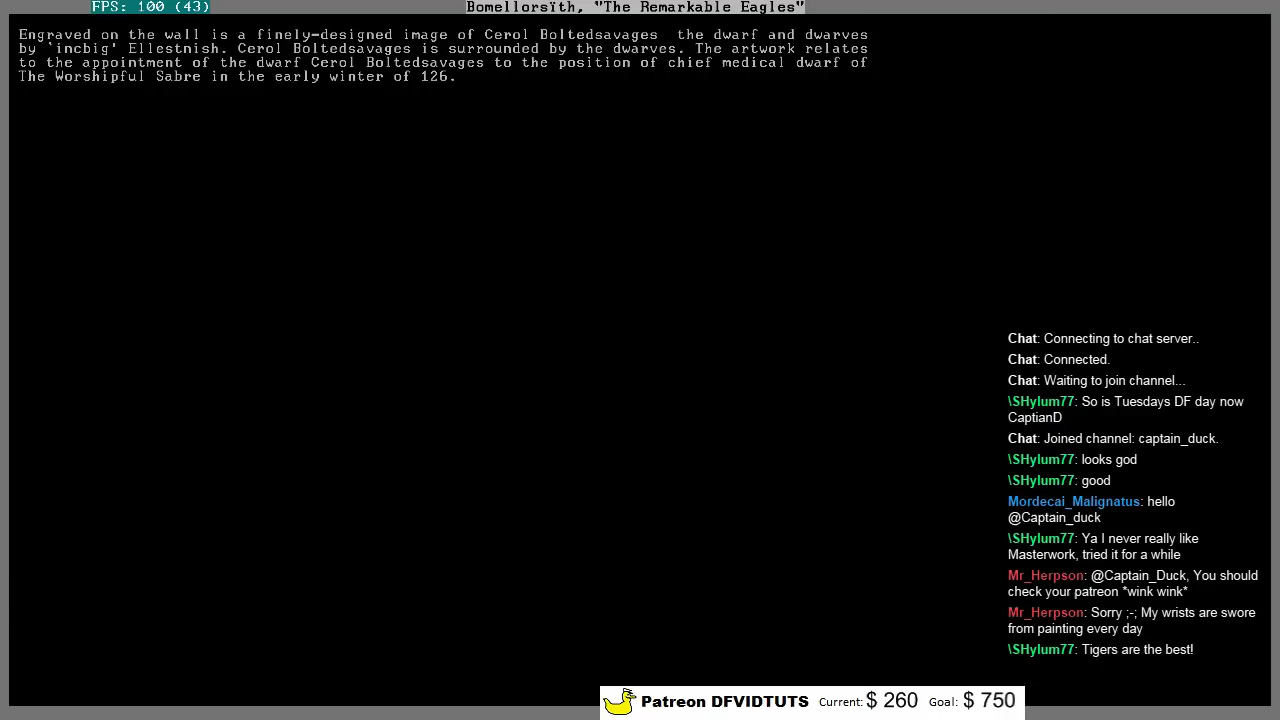 FPS: 100 (43)
Bomellorsïth, "The Remarkable Eagles"
Engraved on the wall is a finely-designed image of Cerol Boltedsavages  the dwarf and dwarves
by `incbig' Ellestnish. Cerol Boltedsavages is surrounded by the dwarves. The artwork relates
to the appointment of the dwarf Cerol Boltedsavages to the position of chief medical dwarf of
The Worshipful Sabre in the early winter of 126.
Chat: Connecting to chat server..
Chat: Connected.
Chat: Waiting to join channel...
\SHylum77: So is Tuesdays DF day now
CaptianD
Chat: Joined channel: captain_duck.
\SHylum77: looks god
\SHylum77: good
Mordecai_Malignatus: hello
@Captain_duck
\SHylum77: Ya I never really like
Masterwork, tried it for a while
Mr_Herpson: @Captain_Duck, You should
check your patreon *wink wink*
Mr_Herpson: Sorry ;-; My wrists are swore
from painting every day
\SHylum77: Tigers are the best!
Patreon DFVIDTUTS Current: $ 260 Goal: $ 750